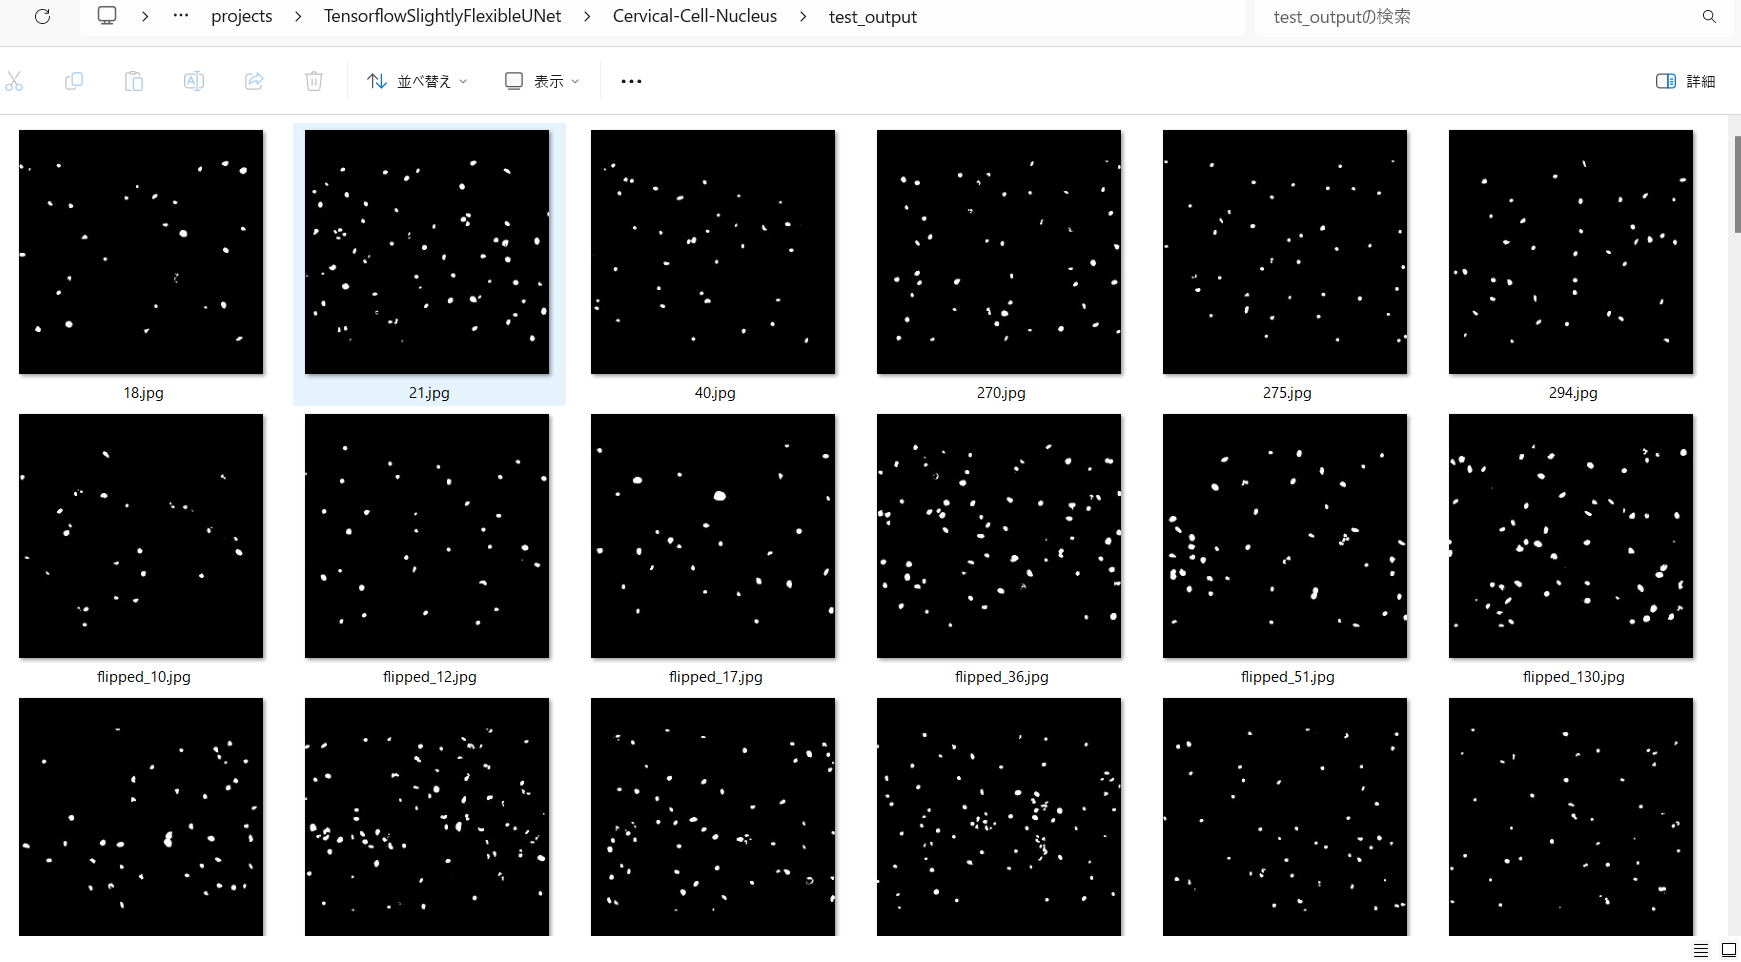 projects > TensorflowSlightlyFlexibleUNet > Cervical-Cell-Nucleus > test_output
test_outputの検索
並べ替え
表示
詳細
18.jpg
21.jpg
40.jpg
270.jpg
275.jpg
294.jpg
flipped_10.jpg
flipped_12.jpg
flipped_17.jpg
flipped_36.jpg
flipped_51.jpg
flipped_130.jpg